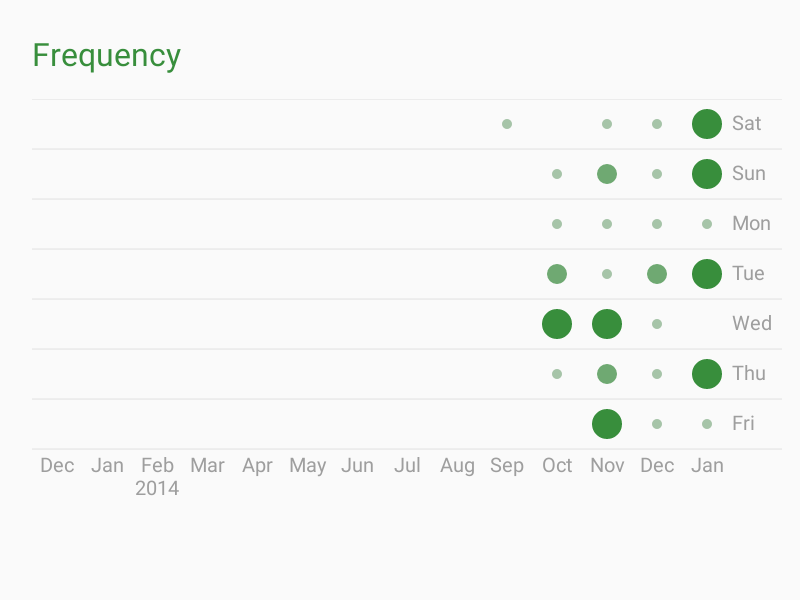 Frequency
Sat
Sun
Mon
Tue
Wed
Thu
Fri
Dec Jan Feb Mar Apr May Jun Jul Aug Sep Oct Nov Dec Jan
2014